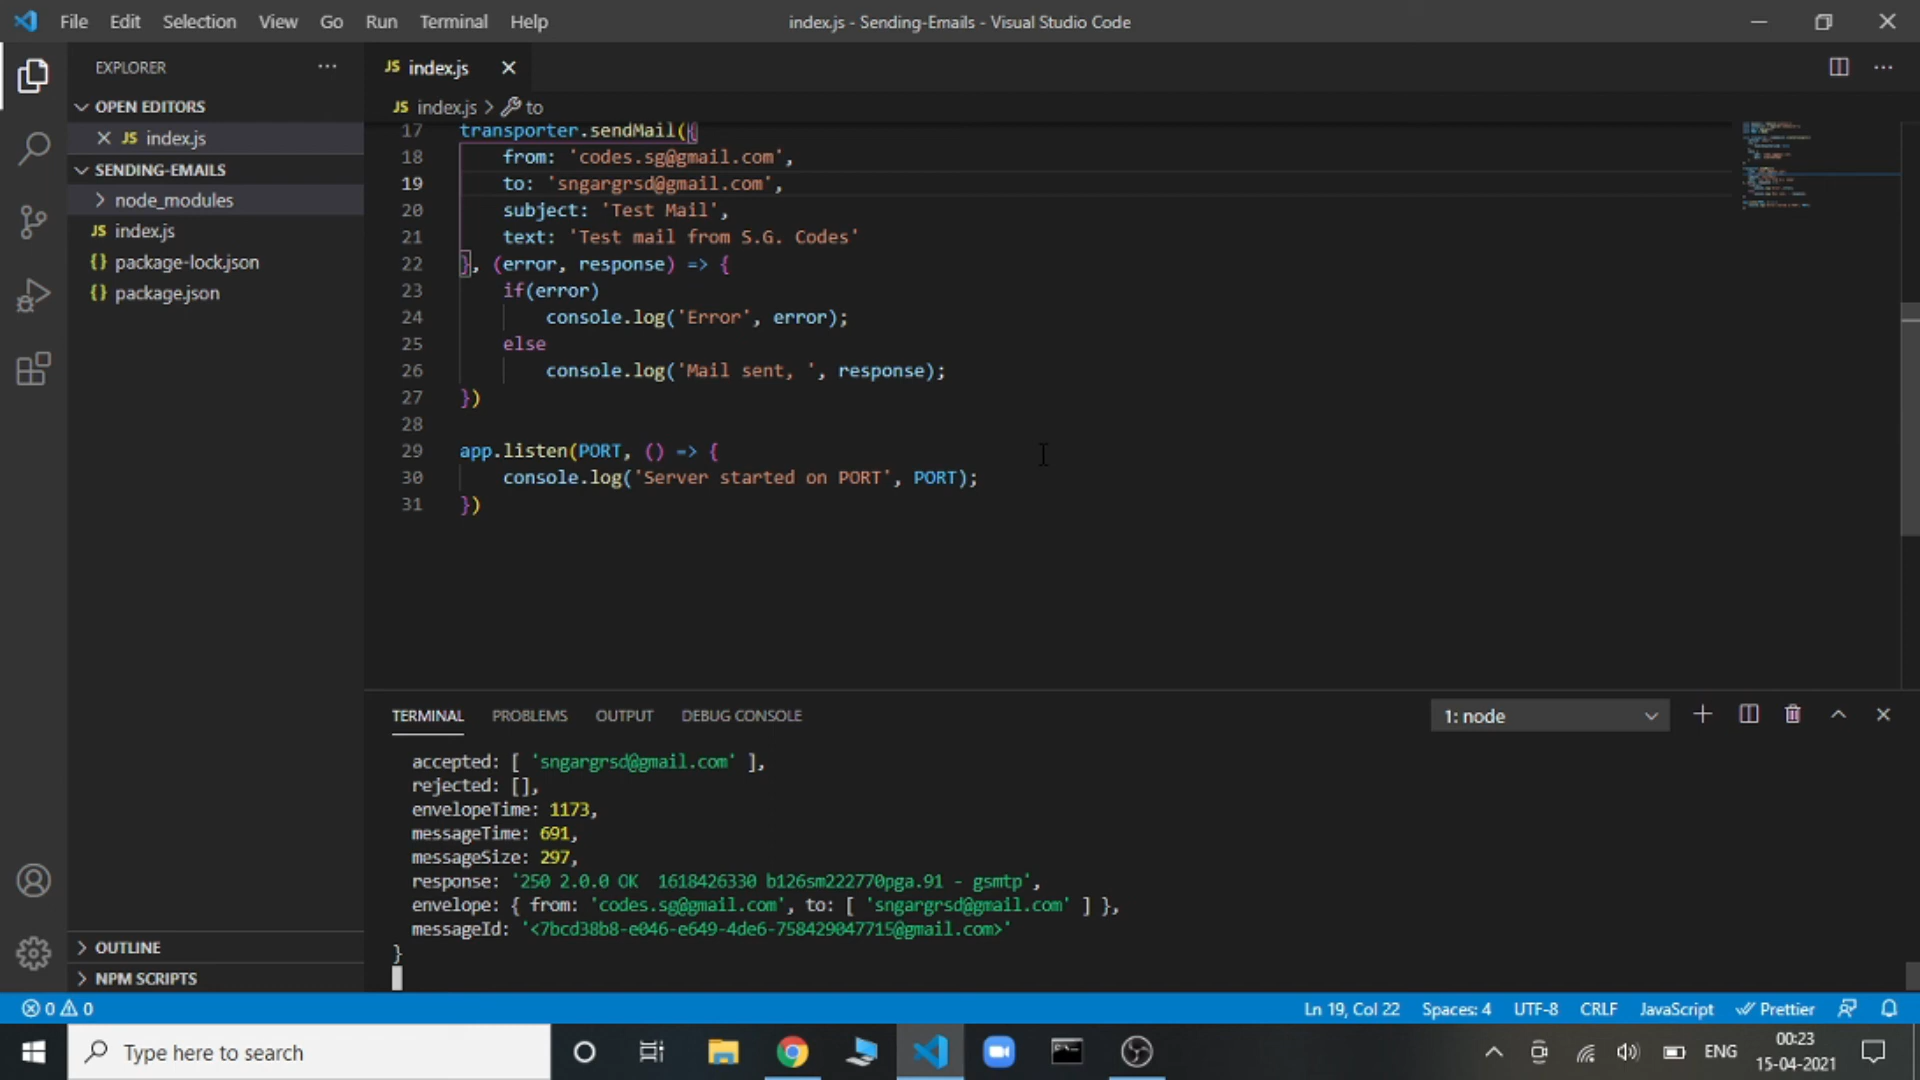 File Edit Selection View Go Run Terminal Help
index.js - Sending-Emails - Visual Studio Code
EXPLORER
OPEN EDITORS
JS index.js
SENDING-EMAILS
node_modules
JS index.js
{} package-lock.json
{} package.json
OUTLINE
NPM SCRIPTS
JS index.js
JS index.js > to
17 transporter.sendMail({
18 from: 'codes.sg@gmail.com',
19 to: 'sngargrsd@gmail.com',
20 subject: 'Test Mail',
21 text: 'Test mail from S.G. Codes'
22 }, (error, response) => {
23 if(error)
24 console.log('Error', error);
25 else
26 console.log('Mail sent, ', response);
27 })
28
29 app.listen(PORT, () => {
30 console.log('Server started on PORT', PORT);
31 })
TERMINAL PROBLEMS OUTPUT DEBUG CONSOLE
1: node
accepted: [ 'sngargrsd@gmail.com' ],
rejected: [],
envelopeTime: 1173,
messageTime: 691,
messageSize: 297,
response: '250 2.0.0 OK  1618426330 b126sm222770pga.91 - gsmtp',
envelope: { from: 'codes.sg@gmail.com', to: [ 'sngargrsd@gmail.com' ] },
messageId: '<7bcd38b8-e046-e649-4de6-758429047715@gmail.com>'
}
0 0
Ln 19, Col 22 Spaces: 4 UTF-8 CRLF JavaScript Prettier
Type here to search
ENG
00:23
15-04-2021